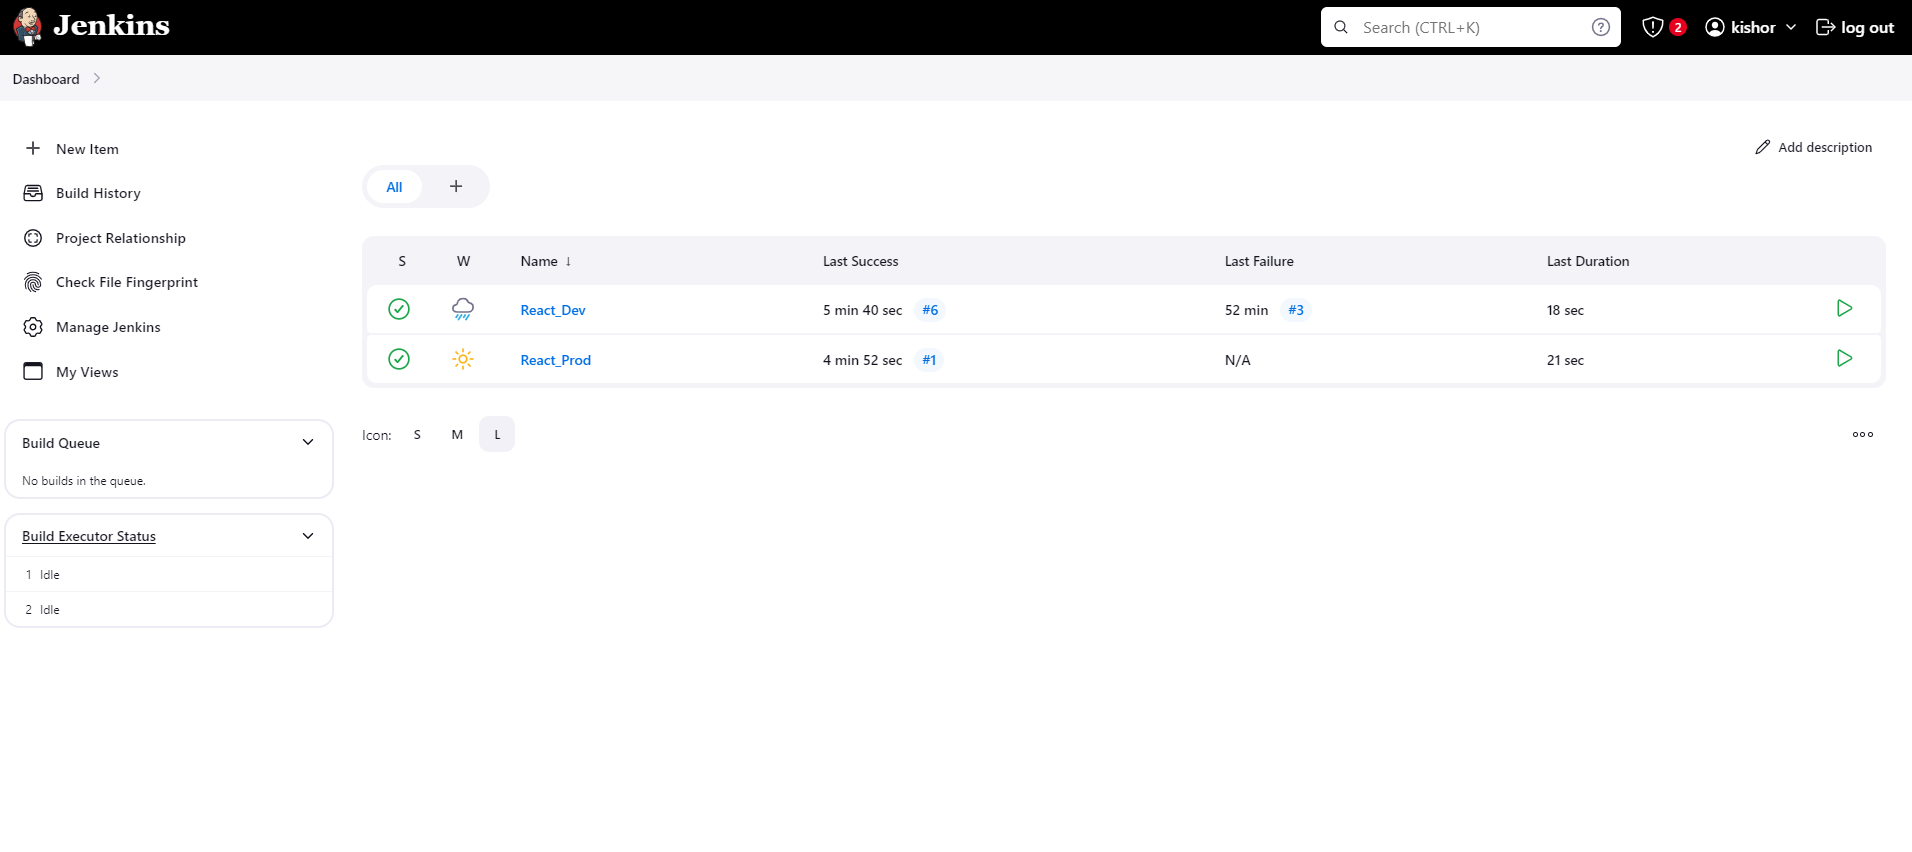 Jenkins
Search (CTRL+K)
2
kishor
log out
Dashboard
New Item
Build History
Project Relationship
Check File Fingerprint
Manage Jenkins
My Views
Build Queue
No builds in the queue.
Build Executor Status
1 Idle
2 Idle
Add description
All +
S W Name ↓ Last Success Last Failure Last Duration
React_Dev 5 min 40 sec #6 52 min #3 18 sec
React_Prod 4 min 52 sec #1 N/A 21 sec
Icon: S M L